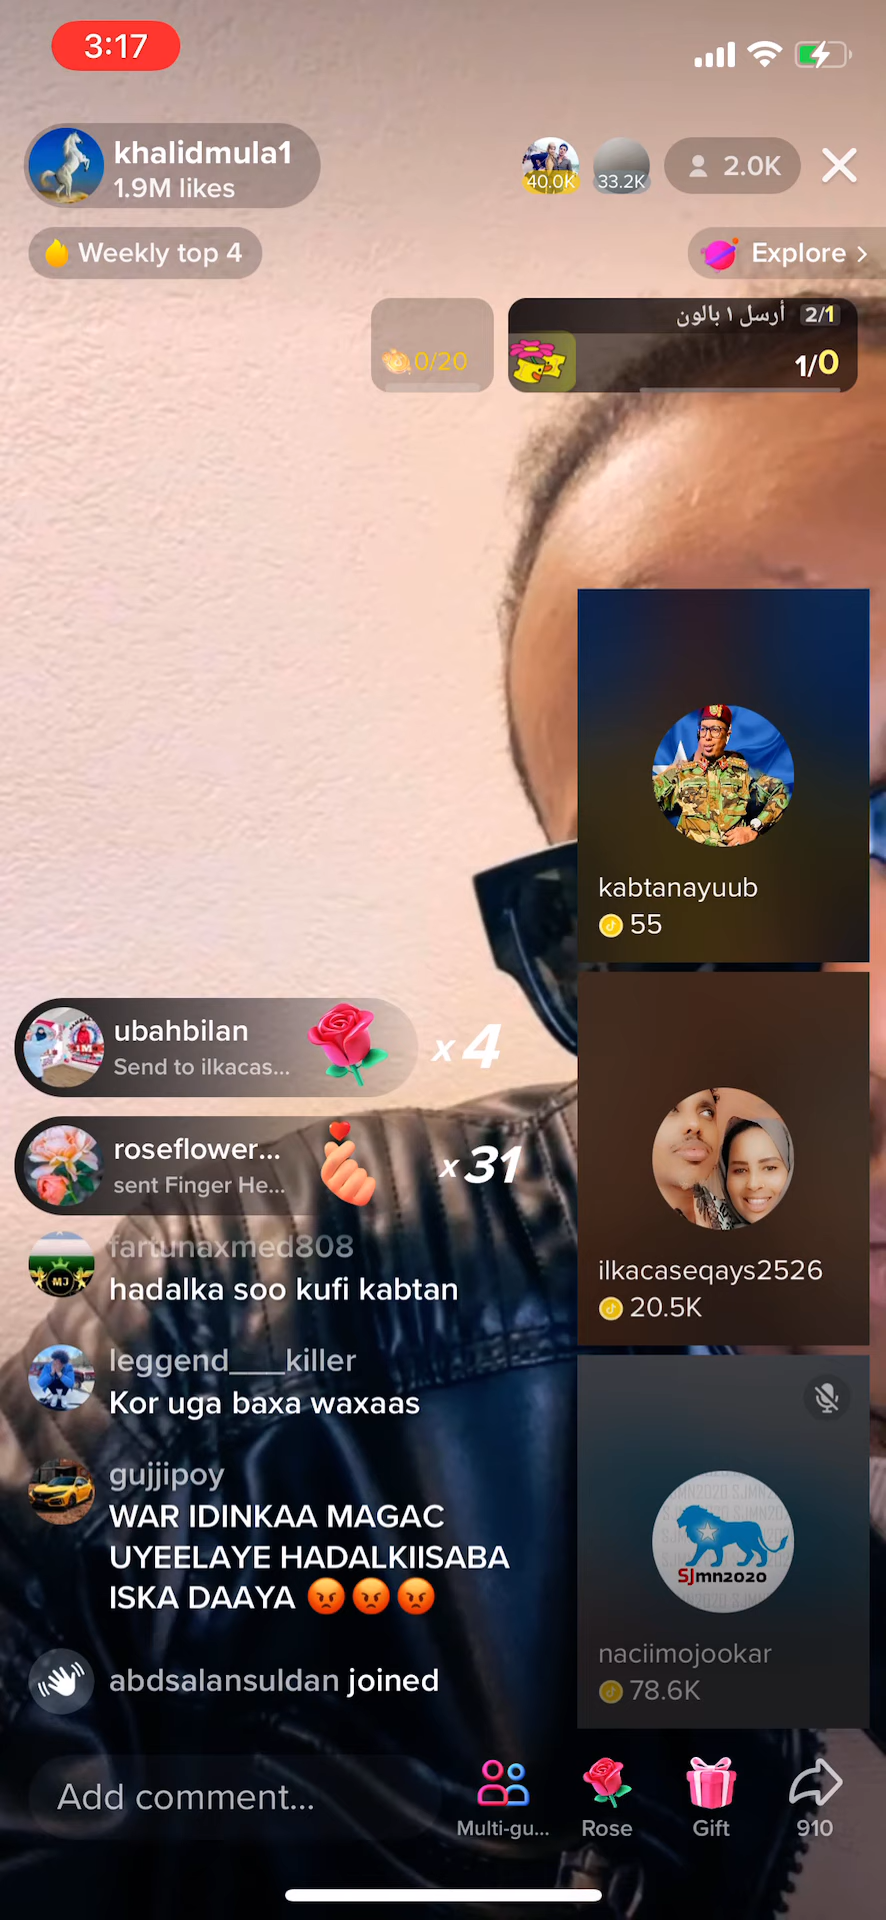 3:17
khalidmula1
1.9M likes
40.0K
33.2K
2.0K
Weekly top 4
Explore >
0/20
أرسل ١ بالون
2/1
1/0
kabtanayuub
55
ubahbilan
Send to ilkacas...
x 4
roseflower...
sent Finger He...
x 31
ilkacaseqays2526
20.5K
fartunaxmed808
hadalka soo kufi kabtan
leggend___killer
Kor uga baxa waxaas
gujjipoy
WAR IDINKAA MAGAC
UYEELAYE HADALKIISABA
ISKA DAAYA 😡😡😡
abdsalansuldan joined
SJmn2020
naciimojookar
78.6K
Add comment...
Multi-gu...
Rose
Gift
910